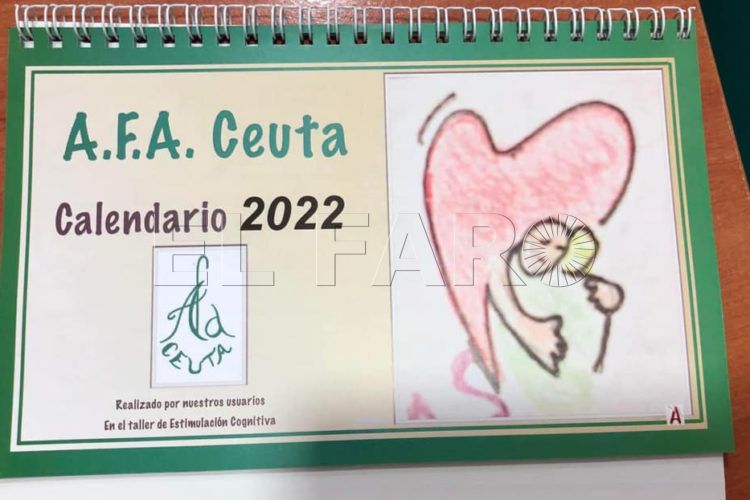 A.F.A. Ceuta
Calendario 2022
EL FARO
Afa
CEUTA
Realizado por nuestros usuarios
En el taller de Estimulación Cognitiva
A